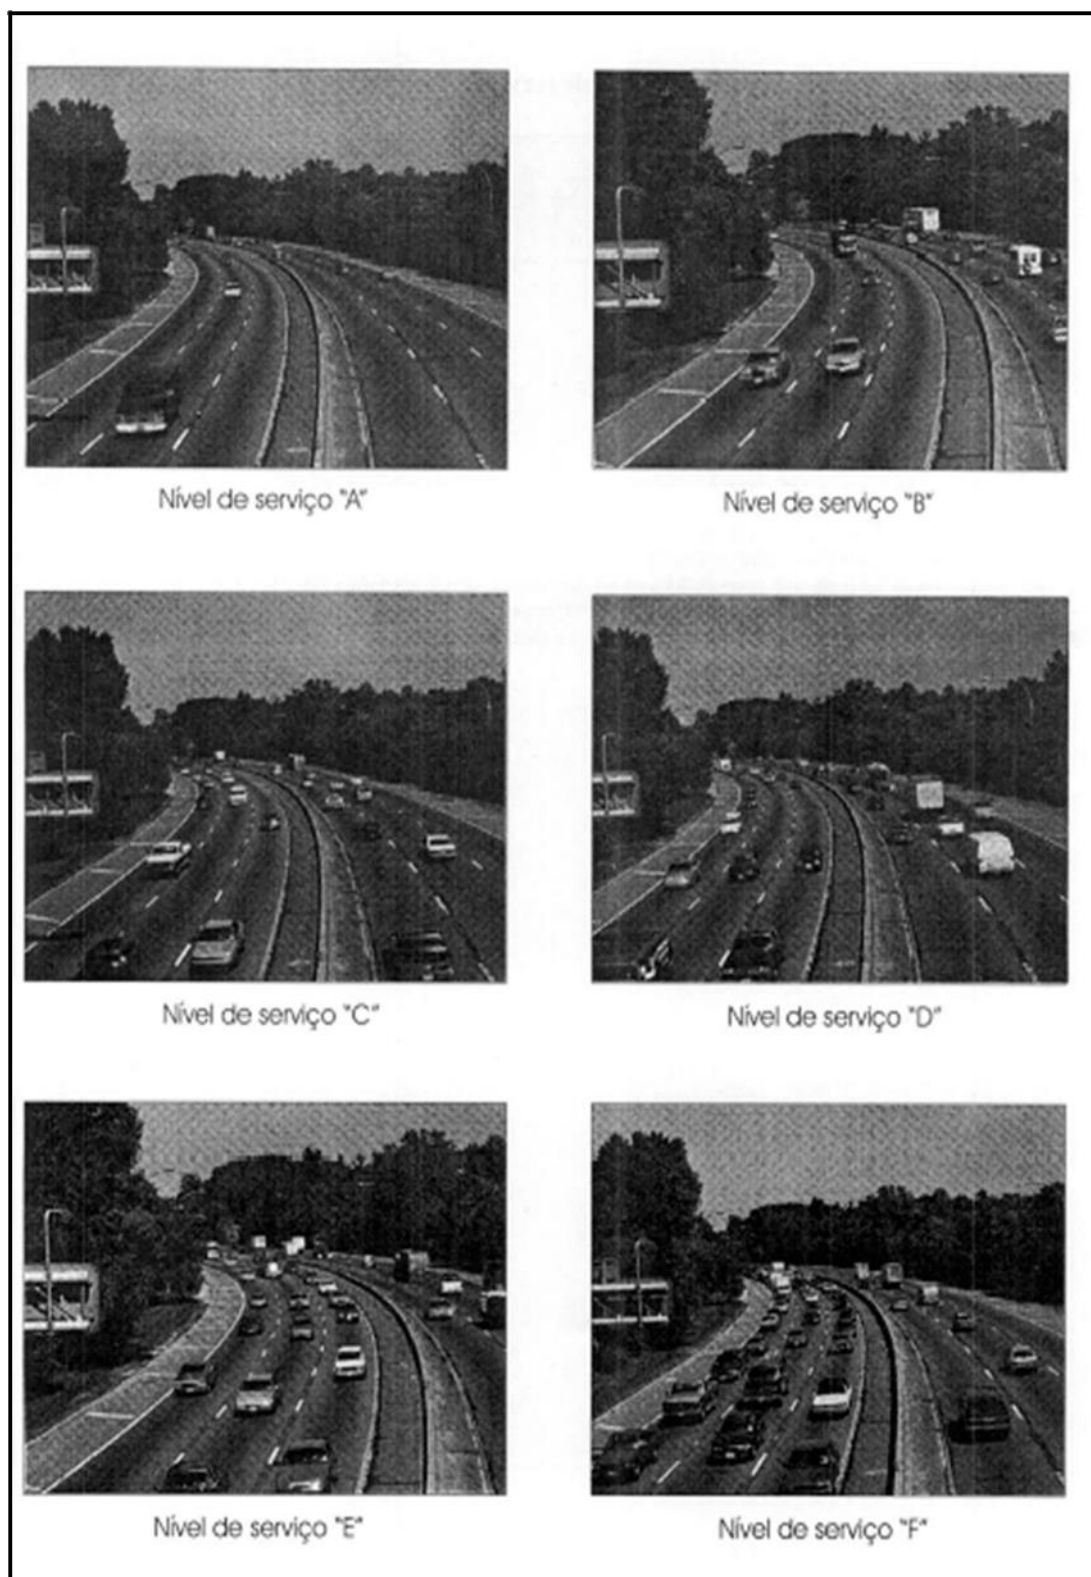 Nível de serviço "A"
Nível de serviço "B"
Nível de serviço "C"
Nível de serviço "D"
Nível de serviço "E"
Nível de serviço "F"